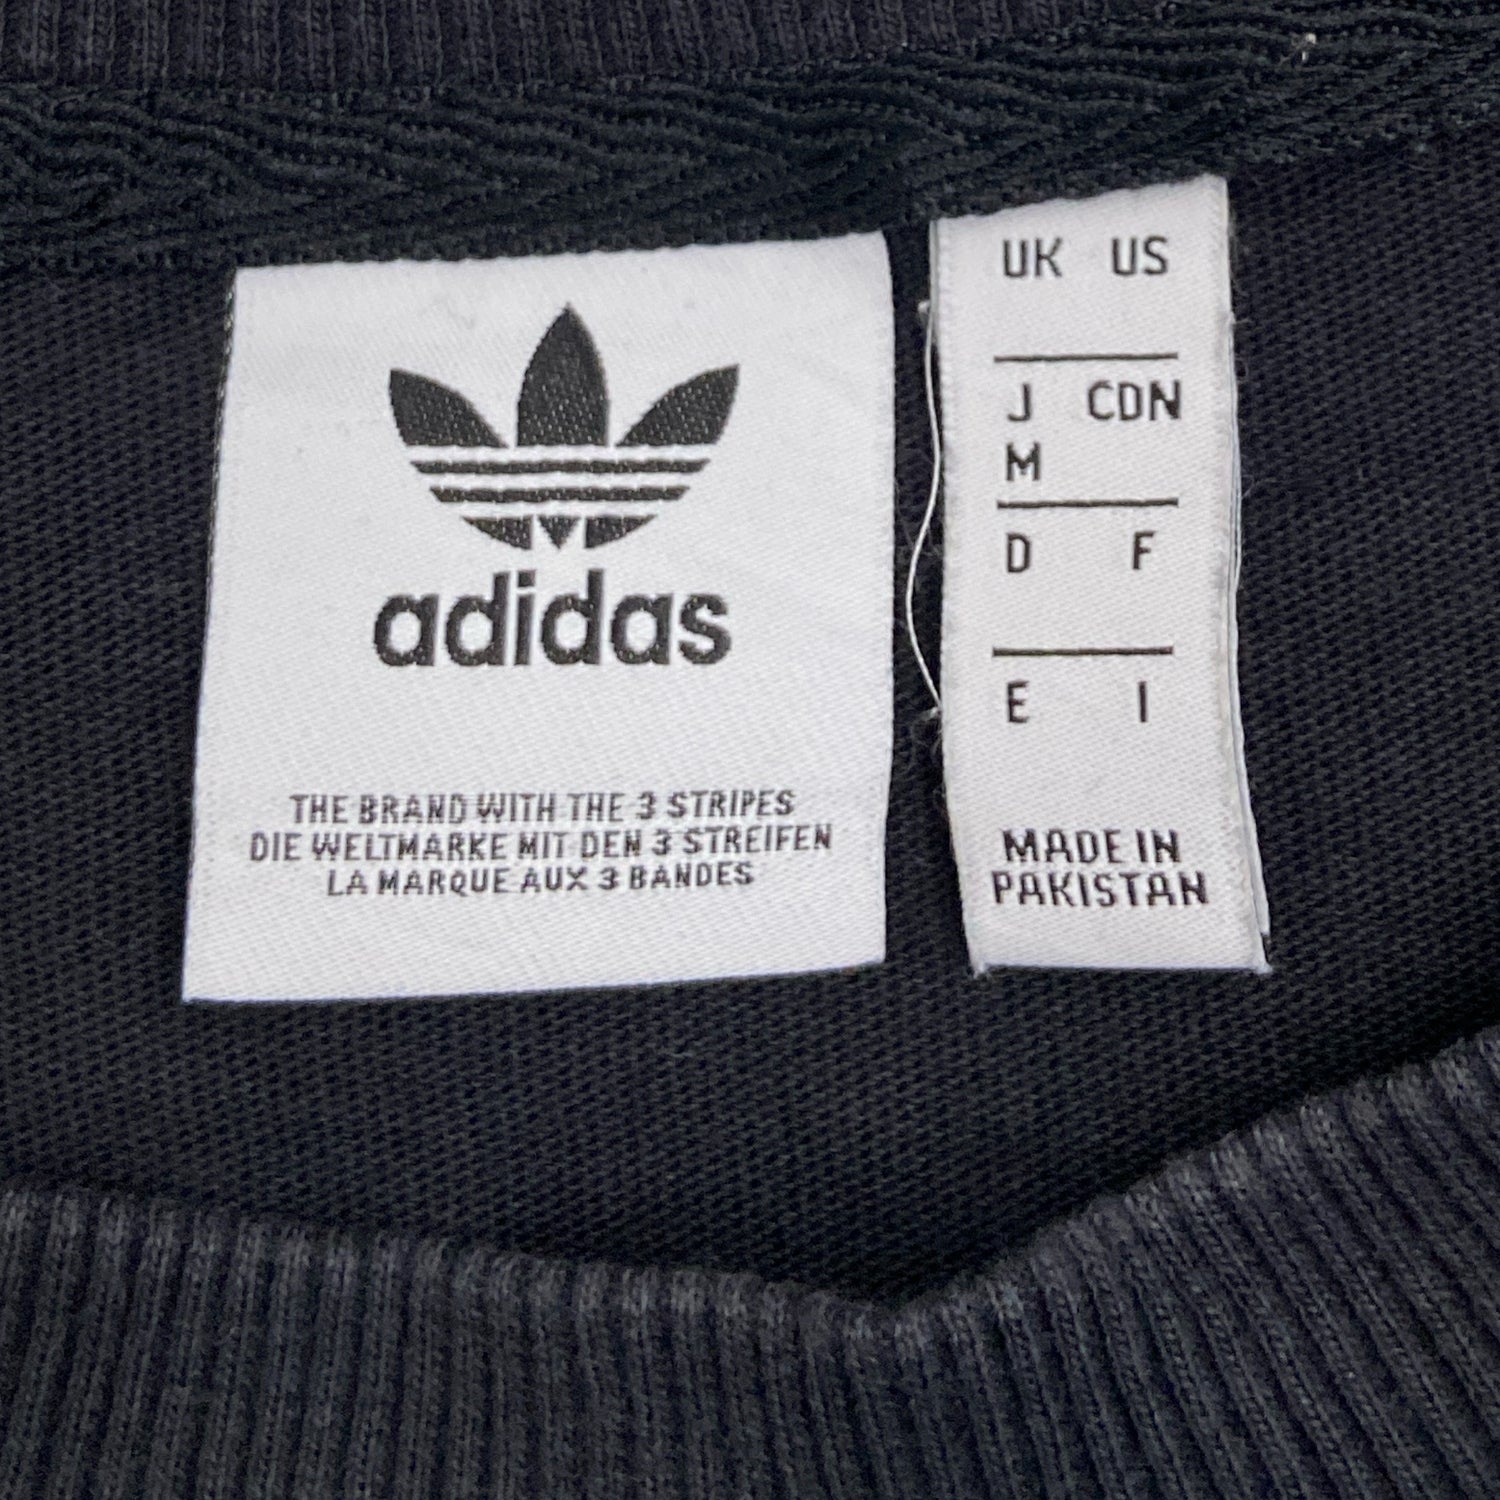 adidas
THE BRAND WITH THE 3 STRIPES
DIE WELTMARKE MIT DEN 3 STREIFEN
LA MARQUE AUX 3 BANDES
UK US
J CDN
M
D F
E I
MADE IN
PAKISTAN